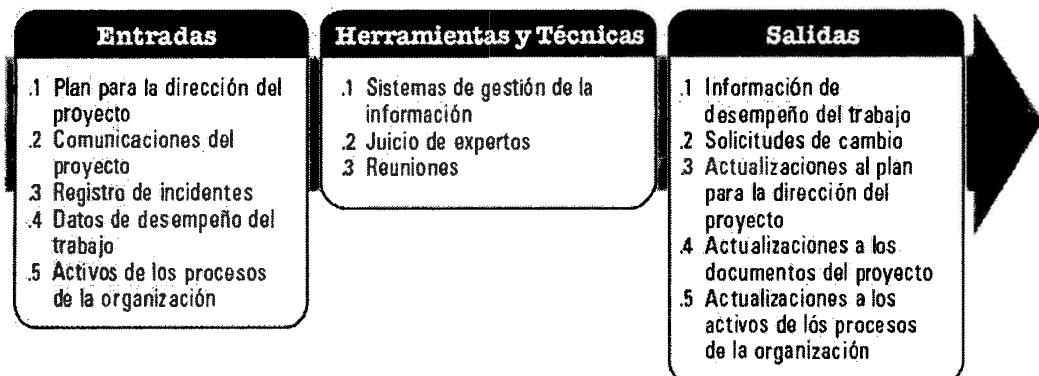 Entradas
.1 Plan para la dirección del
proyecto
.2 Comunicaciones del
proyecto
.3 Registro de incidentes
.4 Datos de desempeño del
trabajo
.5 Activos de los procesos
de la organización
Herramientas y Técnicas
.1 Sistemas de gestión de la
información
.2 Juicio de expertos
.3 Reuniones
Salidas
.1 Información de
desempeño del trabajo
.2 Solicitudes de cambio
.3 Actualizaciones al plan
para la dirección del
proyecto
.4 Actualizaciones a los
documentos del proyecto
.5 Actualizaciones a los
activos de los procesos
de la organización